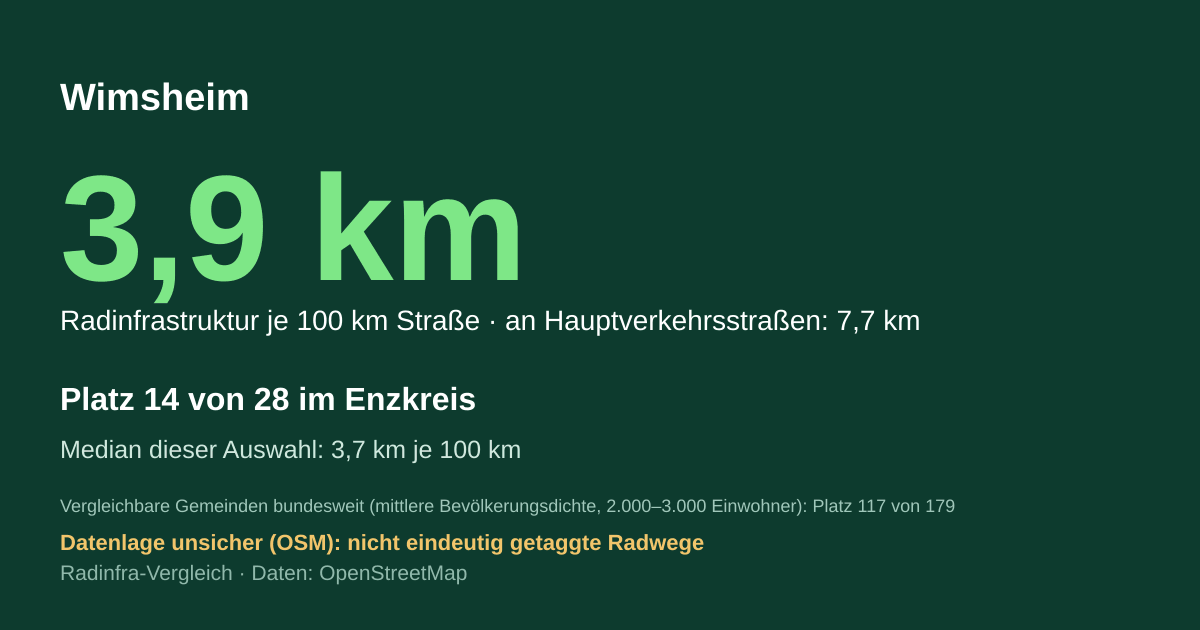 Wimsheim
3,9 km
Radinfrastruktur je 100 km Straße · an Hauptverkehrsstraßen: 7,7 km
Platz 14 von 28 im Enzkreis
Median dieser Auswahl: 3,7 km je 100 km
Vergleichbare Gemeinden bundesweit (mittlere Bevölkerungsdichte, 2.000–3.000 Einwohner): Platz 117 von 179
Datenlage unsicher (OSM): nicht eindeutig getaggte Radwege
Radinfra-Vergleich · Daten: OpenStreetMap